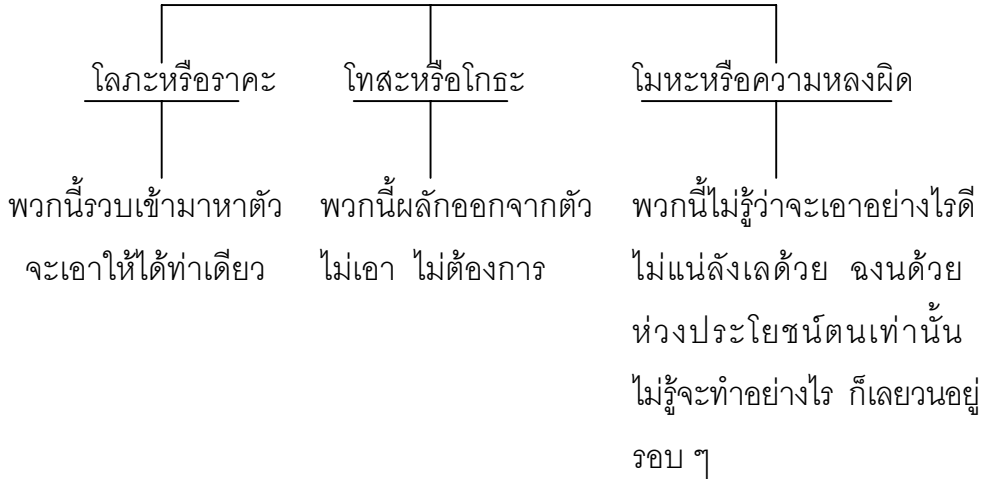 โลภะหรือราคะ
โทสะหรือโกธะ
โมหะหรือความหลงผิด
พวกนี้รวบเข้ามาหาตัว
จะเอาให้ได้ท่าเดียว
พวกนี้ผลักออกจากตัว
ไม่เอา ไม่ต้องการ
พวกนี้ไม่รู้ว่าจะเอาอย่างไรดี
ไม่แน่ลังเลด้วย ฉงนด้วย
ห่วงประโยชน์ตนเท่านั้น
ไม่รู้จะทำอย่างไร ก็เลยวนอยู่
รอบ ๆ